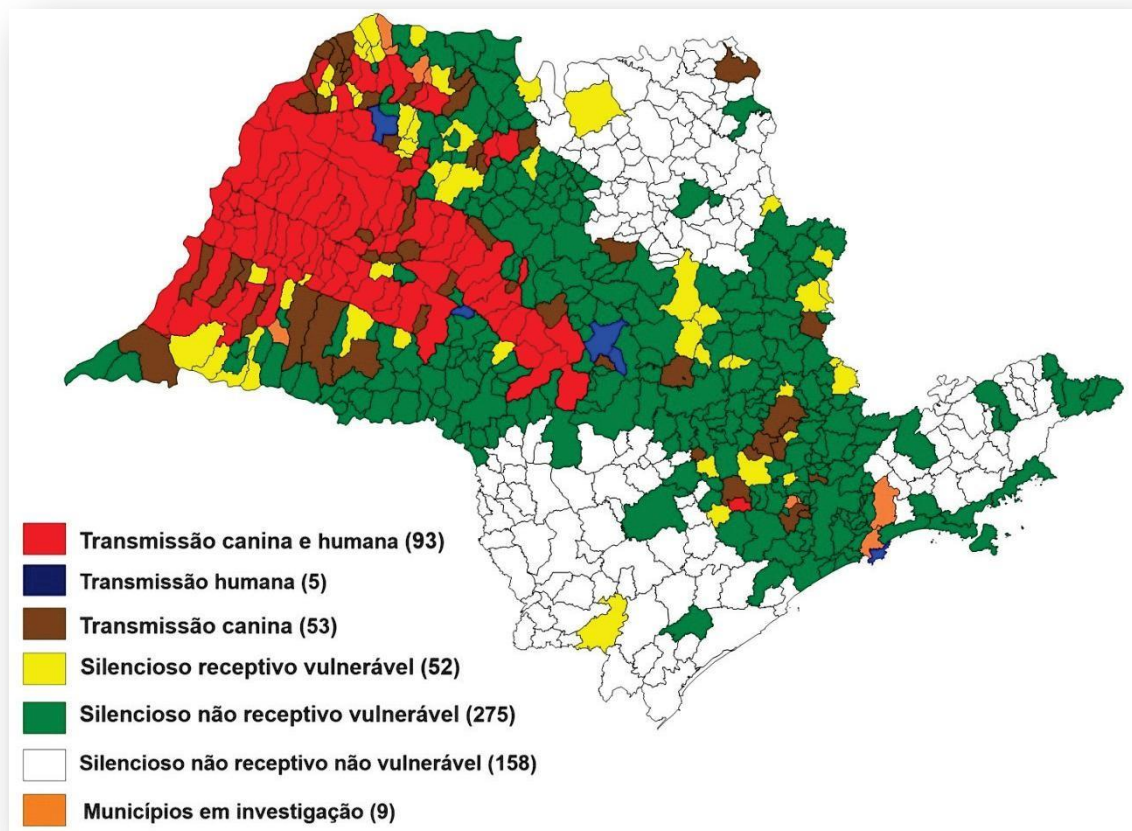 Transmissão canina e humana (93)
Transmissão humana (5)
Transmissão canina (53)
Silencioso receptivo vulnerável (52)
Silencioso não receptivo vulnerável (275)
Silencioso não receptivo não vulnerável (158)
Municípios em investigação (9)